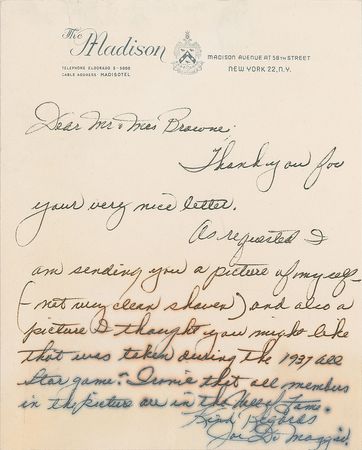 The Madison
TELEPHONE ELDORADO 5-5000
CABLE ADDRESS: MADISOTEL
MADISON AVENUE AT 58TH STREET
NEW YORK 22, N.Y.
Dear Mr & Mrs Browne:
Thank you for
your very nice letter.
As requested I
am sending you a picture of myself
(- not very clean shaven) and also a
picture I thought you might like
that was taken during the 1937 all
Star game. Ironic that all members
in the picture are in the Hall of Fame.
Kind Regards
Joe Di Maggio